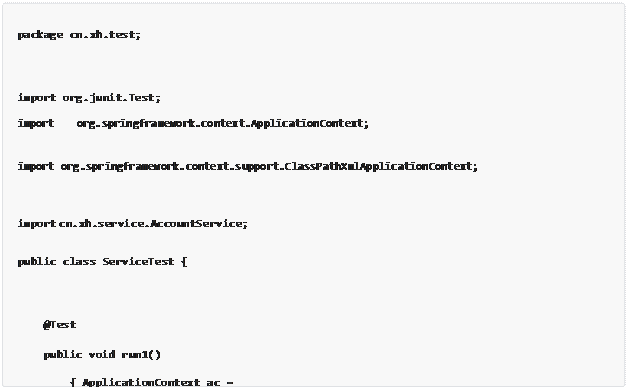 package cn.xh.test;
import org.junit.Test;
import org.springframework.context.ApplicationContext;
import org.springframework.context.support.ClassPathXmlApplicationContext;
import cn.xh.service.AccountService;
public class ServiceTest {
@Test
public void run1()
{ ApplicationContext ac =